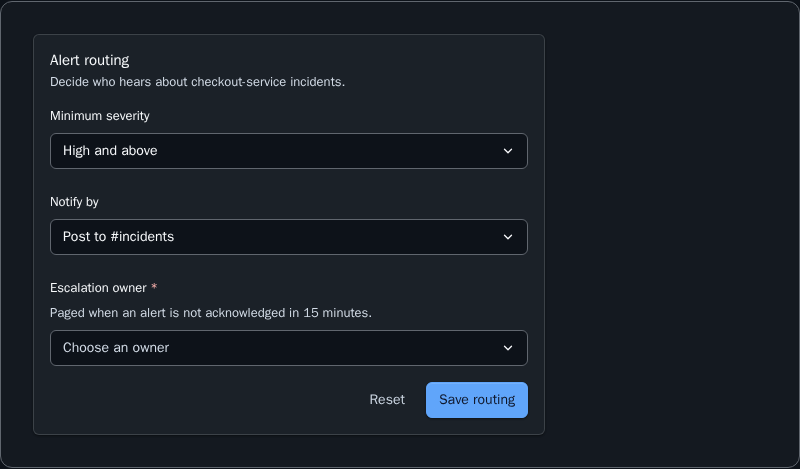 Alert routing
Decide who hears about checkout-service incidents.
Minimum severity
High and above
Notify by
Post to #incidents
Escalation owner *
Paged when an alert is not acknowledged in 15 minutes.
Choose an owner
Reset
Save routing